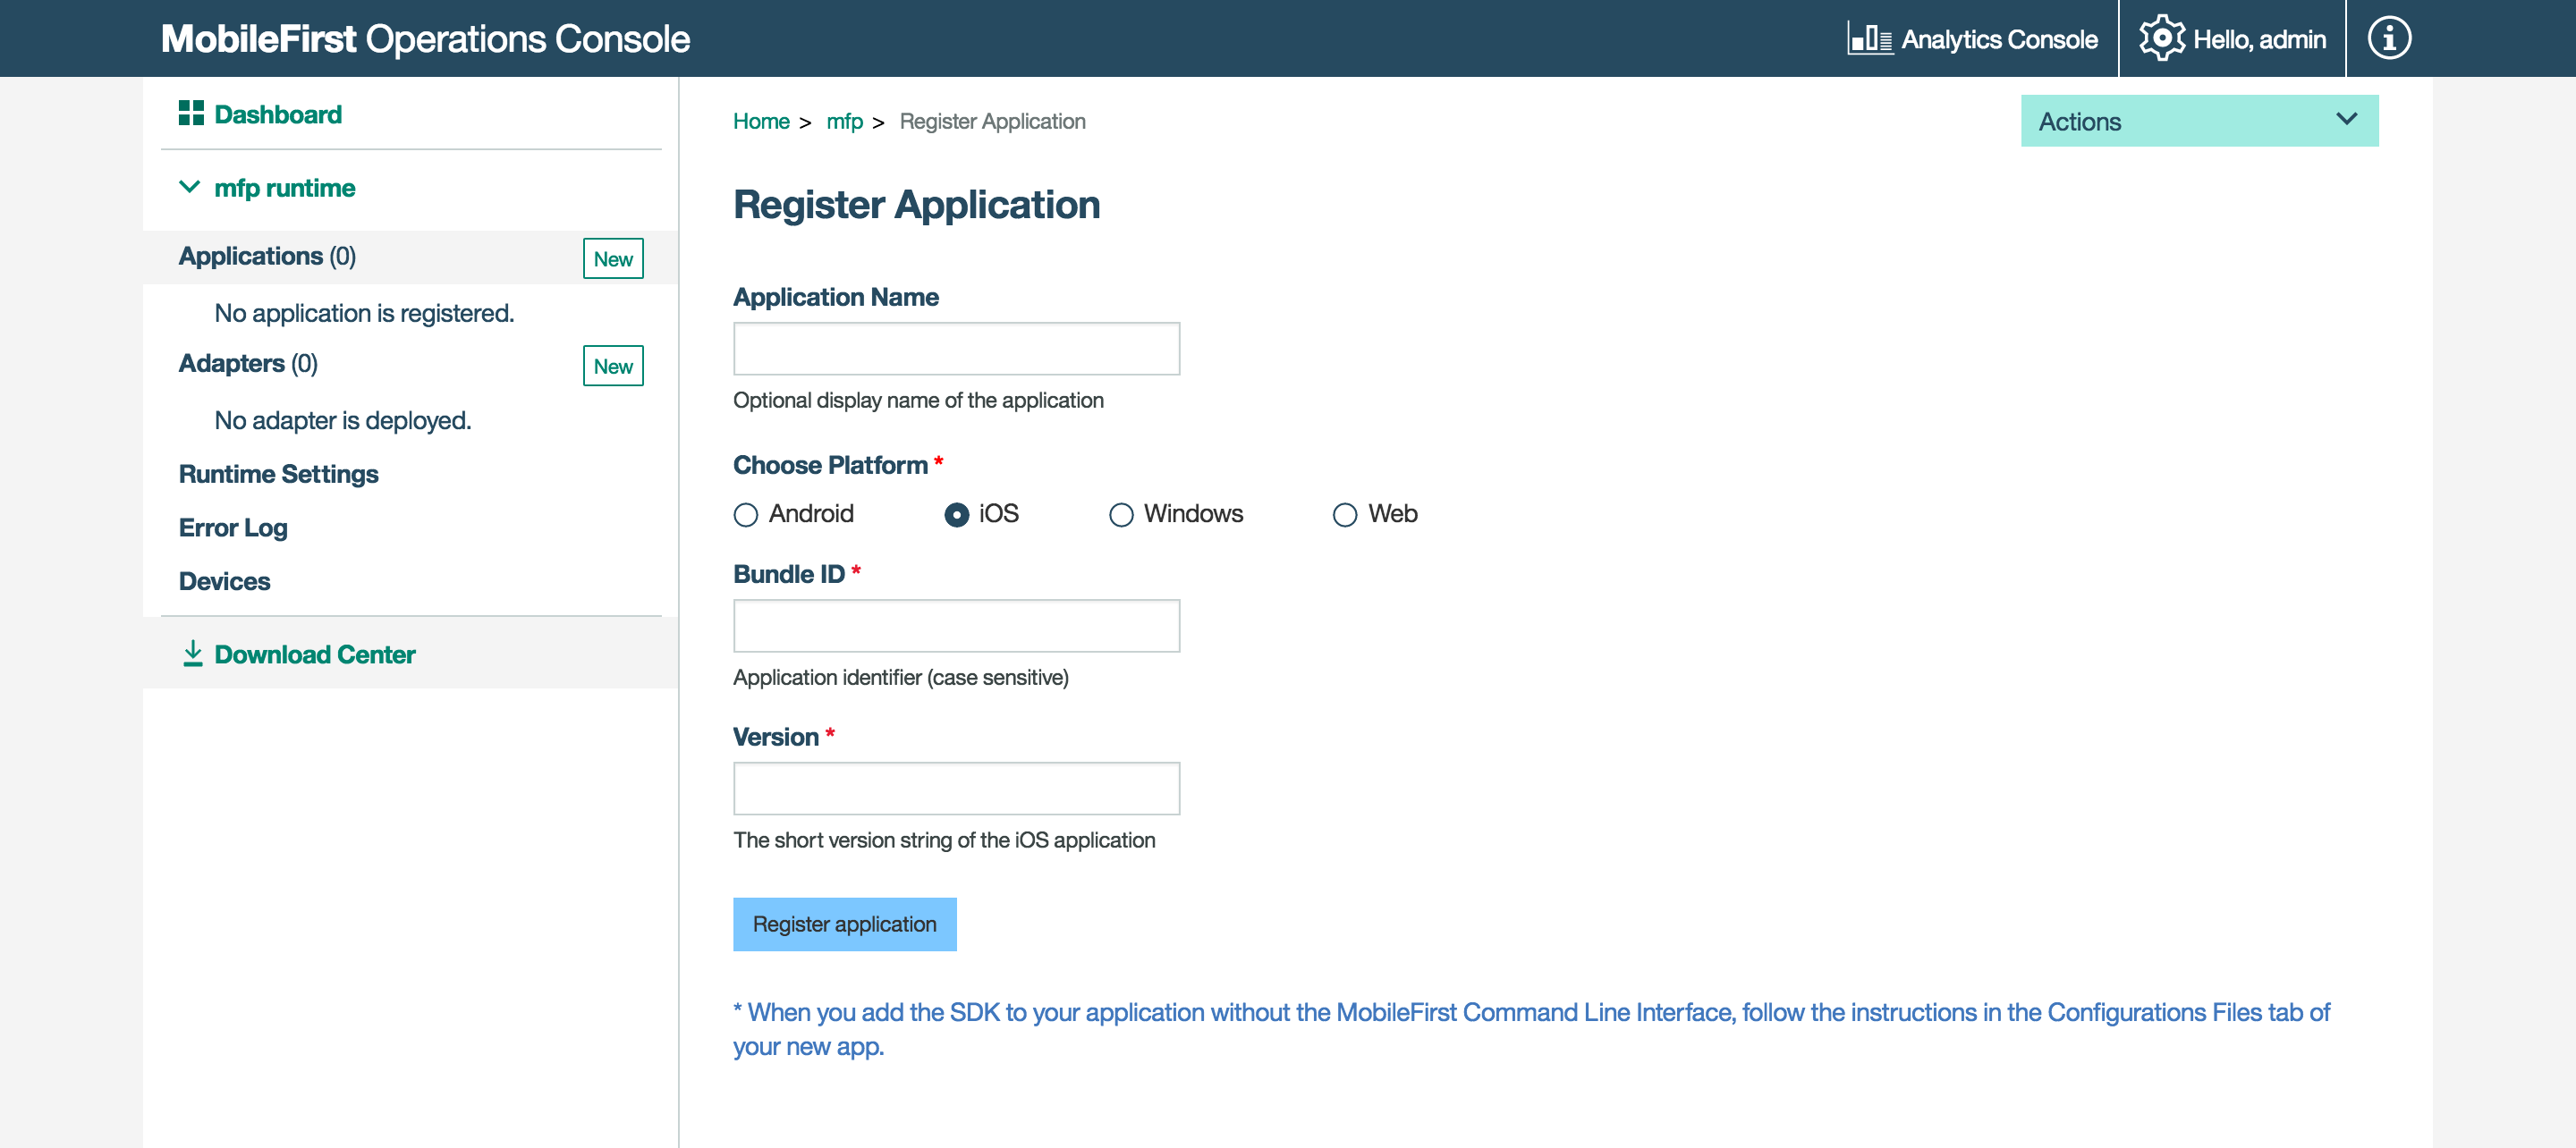 MobileFirst Operations Console
Analytics Console
Hello, admin
Dashboard
mfp runtime
Applications (0)
New
No application is registered.
Adapters (0)
New
No adapter is deployed.
Runtime Settings
Error Log
Devices
Download Center
Home > mfp > Register Application
Actions
Register Application
Application Name
Optional display name of the application
Choose Platform *
Android iOS Windows Web
Bundle ID *
Application identifier (case sensitive)
Version *
The short version string of the iOS application
Register application
* When you add the SDK to your application without the MobileFirst Command Line Interface, follow the instructions in the Configurations Files tab of
your new app.